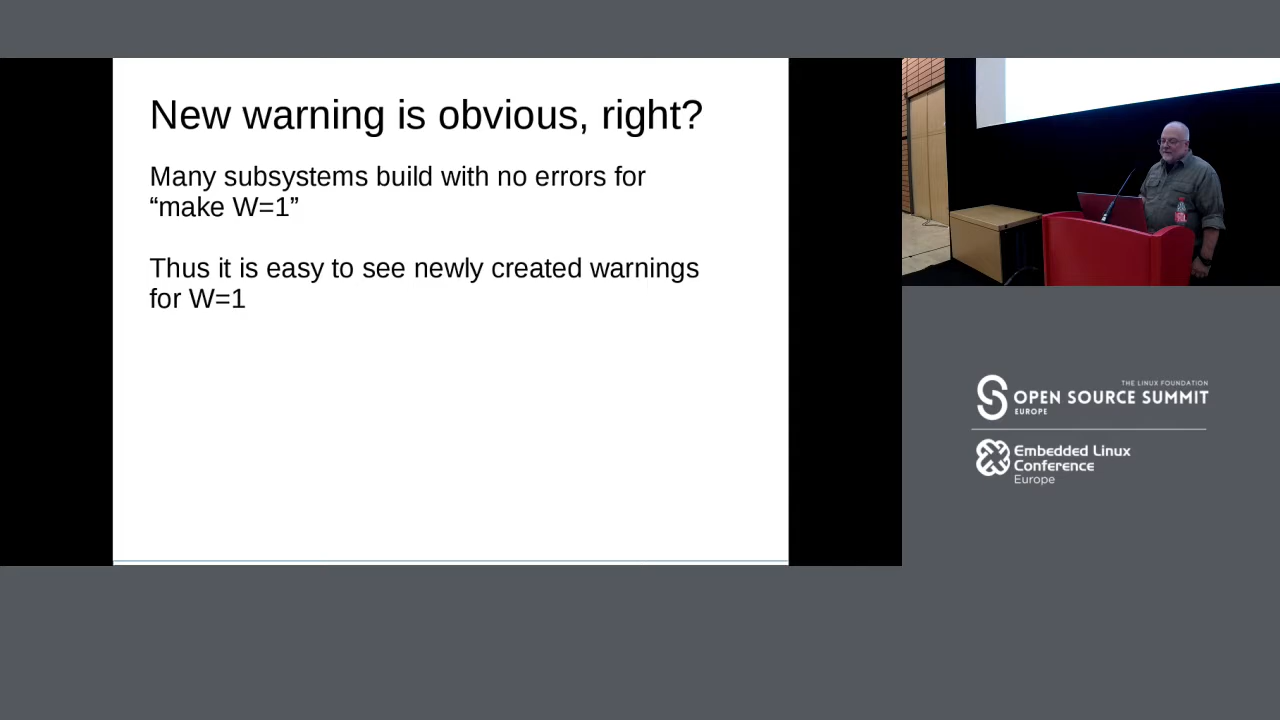 New warning is obvious, right?
Many subsystems build with no errors for
“make W=1”
Thus it is easy to see newly created warnings
for W=1
THE LINUX FOUNDATION
OPEN SOURCE SUMMIT
EUROPE
Embedded Linux
Conference
Europe